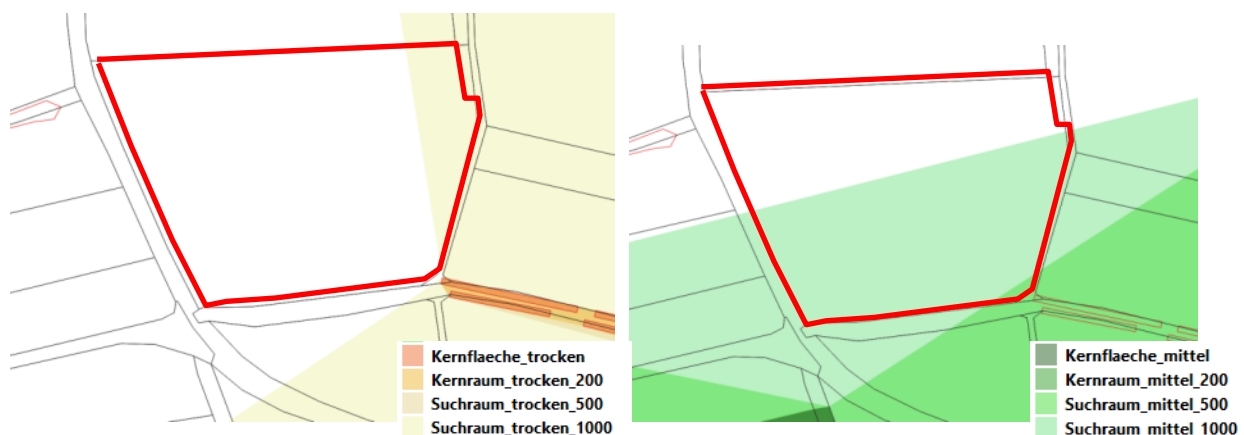 Kernflaeche_trocken
Kernraum_trocken_200
Suchraum_trocken_500
Suchraum_trocken_1000
Kernflaeche_mittel
Kernraum_mittel_200
Suchraum_mittel_500
Suchraum_mittel_1000